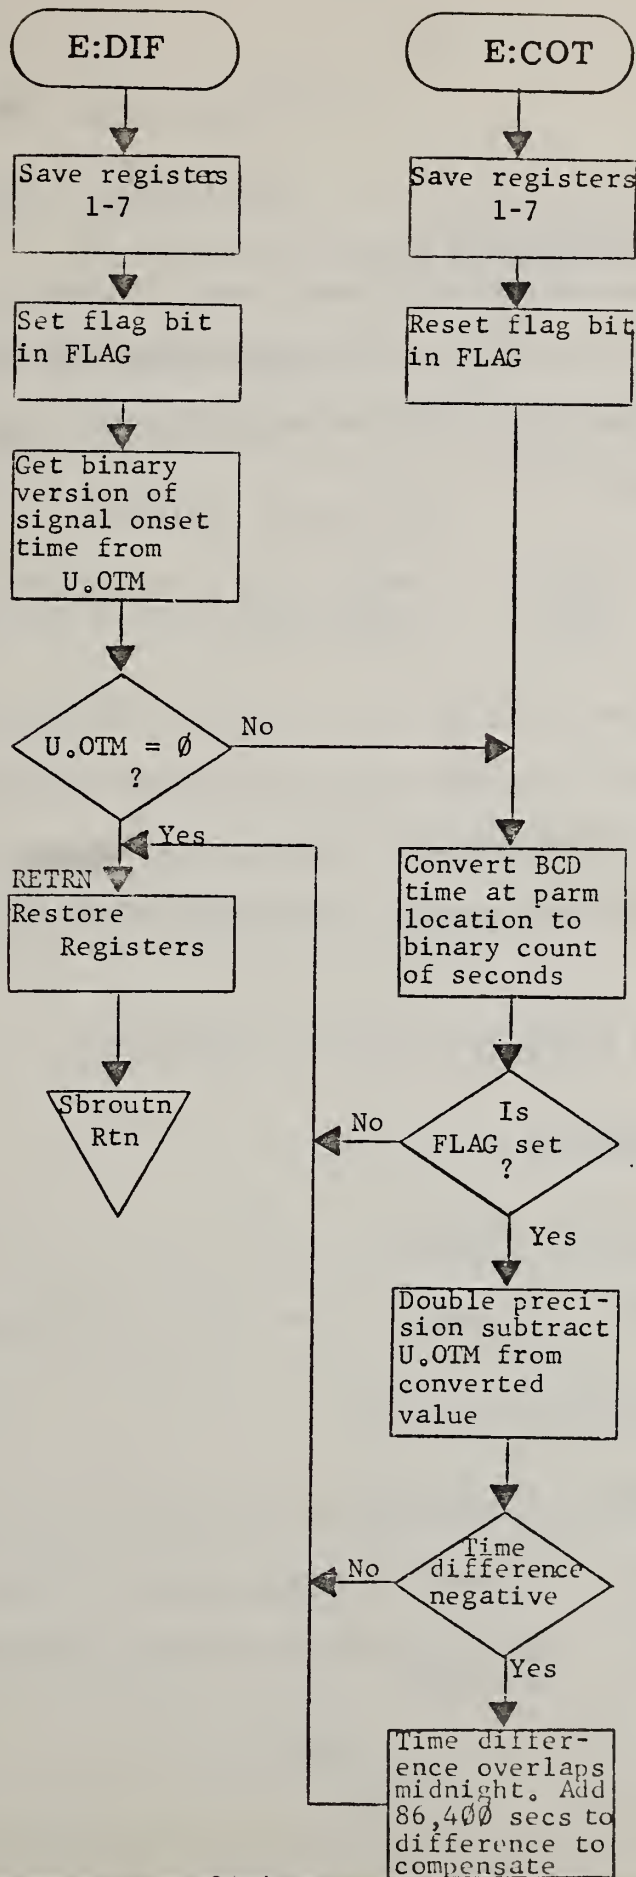 E:DIF
Save registers
1-7
Set flag bit
in FLAG
Get binary
version of
signal onset
time from
U.OTM
U.OTM = Ø
?
No
Yes
RETRN
Restore
Registers
Sbroutn
Rtn
E:COT
Save registers
1-7
Reset flag bit
in FLAG
Convert BCD
time at parm
location to
binary count
of seconds
Is
FLAG set
?
No
Yes
Double preci-
sion subtract
U.OTM from
converted
value
Time
difference
negative
No
Yes
Time differ-
ence overlaps
midnight. Add
86,4ØØ secs to
difference to
compensate